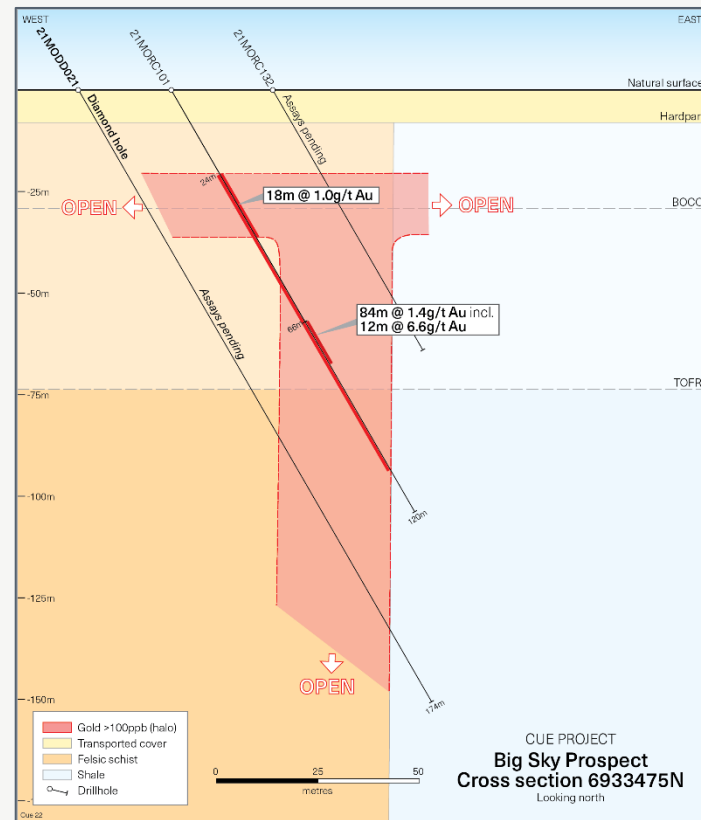 WEST
EAST
21MODD021
21MORC101
21MORC132
Diamond hole
Assays pending
Natural surface
Hardpan
24m
18m @ 1.0g/t Au
-25m
OPEN
OPEN
BOCO
-50m
Assays pending
66m
84m @ 1.4g/t Au incl.
12m @ 6.6g/t Au
TOFR
-75m
-100m
120m
-125m
OPEN
-150m
174m
Gold >100ppb (halo)
Transported cover
Felsic schist
Shale
Drillhole
0
25
50
metres
CUE PROJECT
Big Sky Prospect
Cross section 6933475N
Looking north
Cue 22